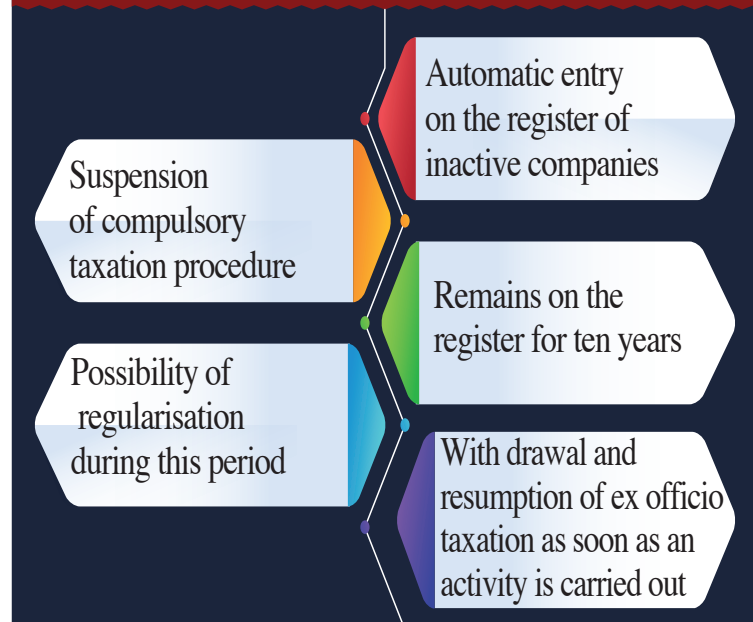 Automatic entry
on the register of
inactive companies
Suspension
of compulsory
taxation procedure
Remains on the
register for ten years
Possibility of
regularisation
during this period
With drawal and
resumption of ex officio
taxation as soon as an
activity is carried out